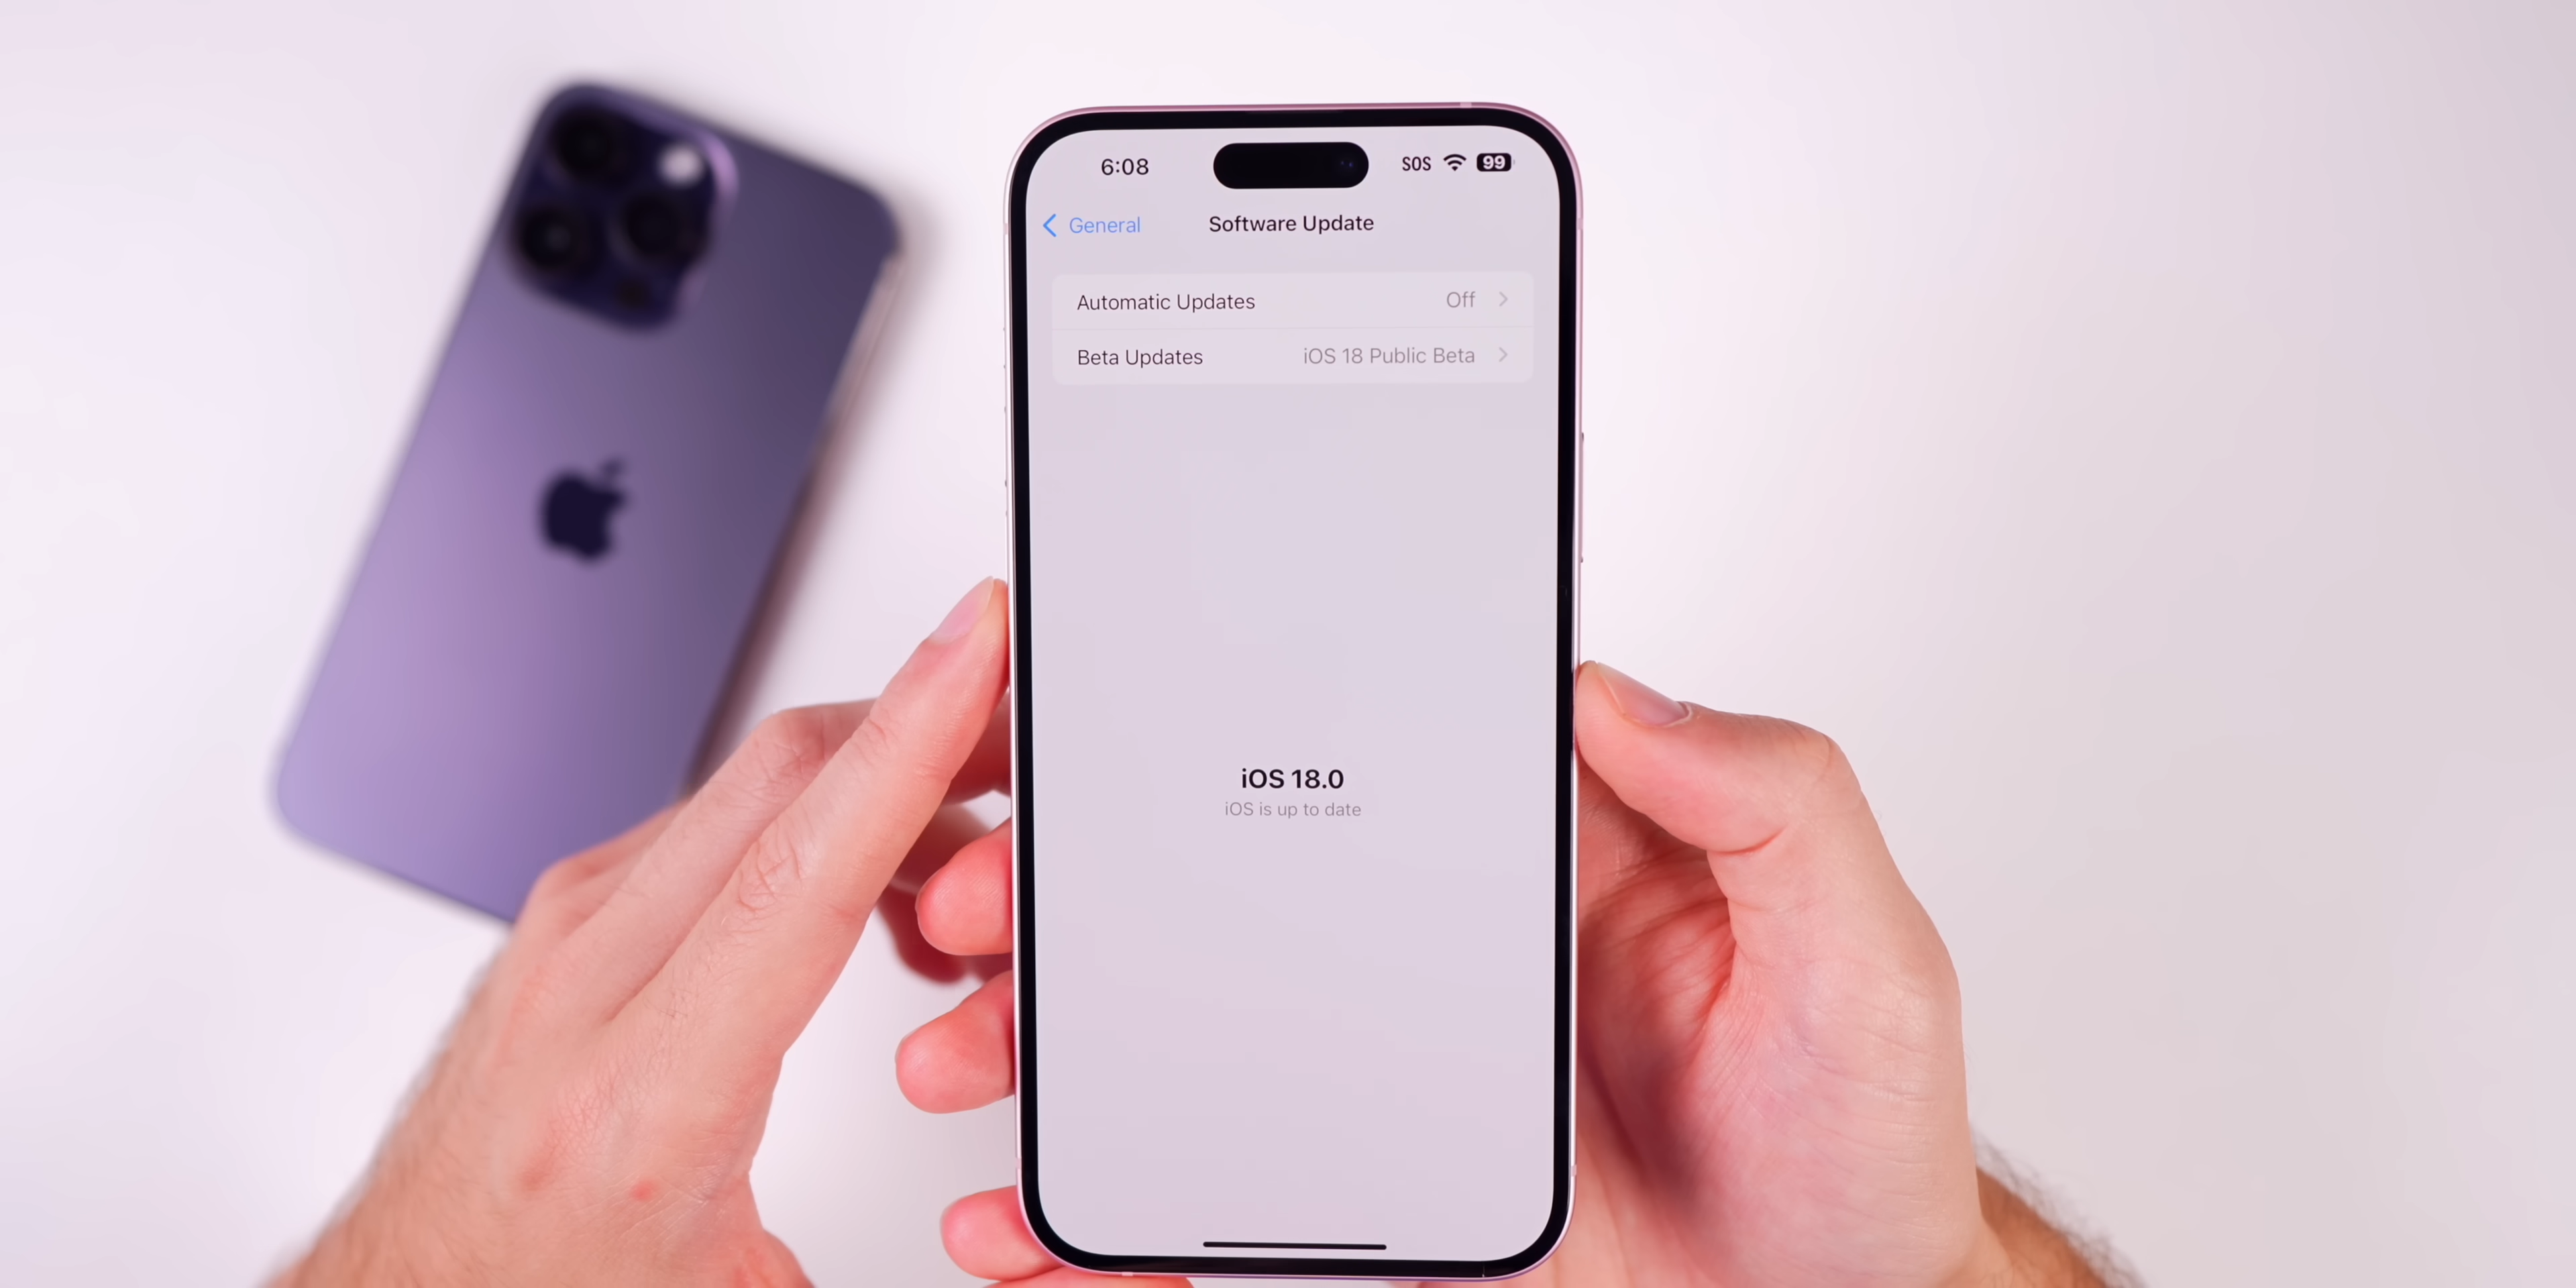 6:08 SOS 99
General Software Update
Automatic Updates Off
Beta Updates iOS 18 Public Beta
iOS 18.0
iOS is up to date